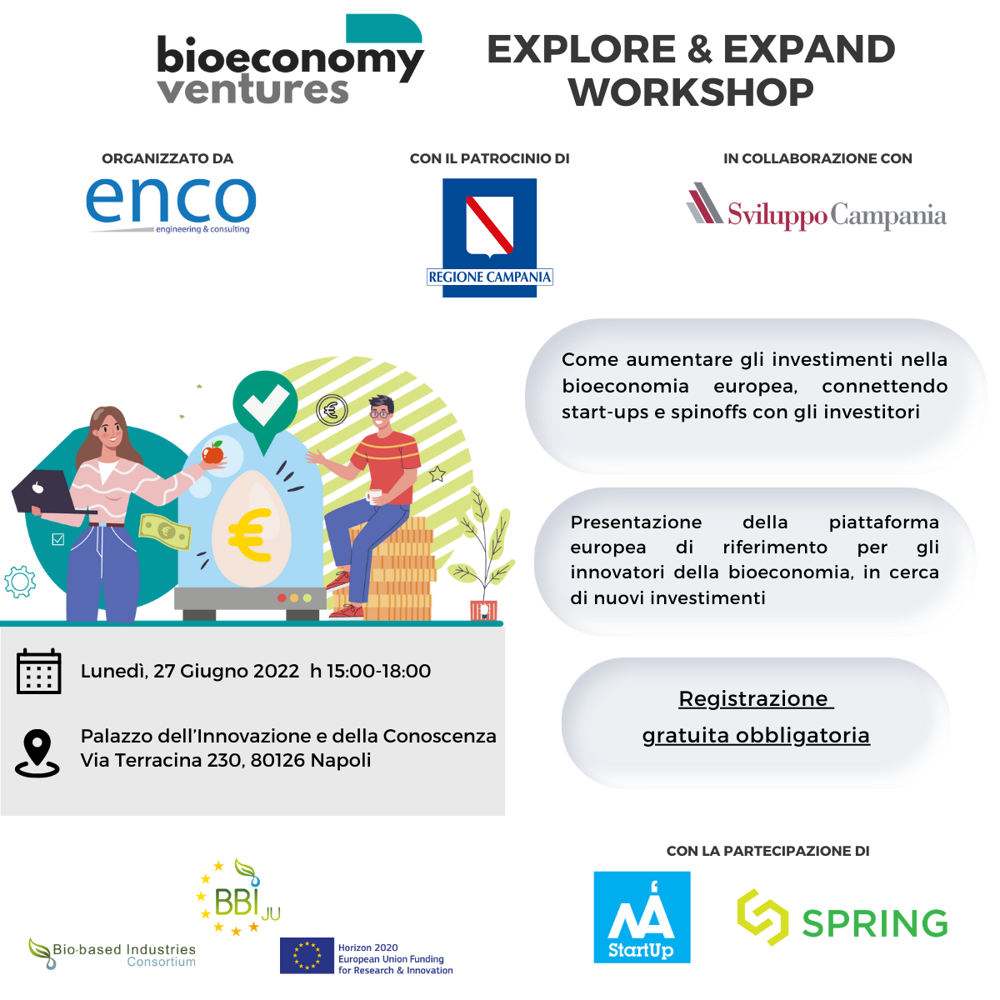 bioeconomy
ventures
EXPLORE & EXPAND
WORKSHOP
ORGANIZZATO DA
enco
engineering & consulting
CON IL PATROCINIO DI
REGIONE CAMPANIA
IN COLLABORAZIONE CON
Sviluppo Campania
Come aumentare gli investimenti nella
bioeconomia europea, connettendo
start-ups e spinoffs con gli investitori
Presentazione della piattaforma
europea di riferimento per gli
innovatori della bioeconomia, in cerca
di nuovi investimenti
Lunedì, 27 Giugno 2022 h 15:00-18:00
Palazzo dell'Innovazione e della Conoscenza
Via Terracina 230, 80126 Napoli
Registrazione
gratuita obbligatoria
BBI JU
Bio-based Industries
Consortium
Horizon 2020
European Union Funding
for Research & Innovation
CON LA PARTECIPAZIONE DI
NÁ
StartUp
SPRING